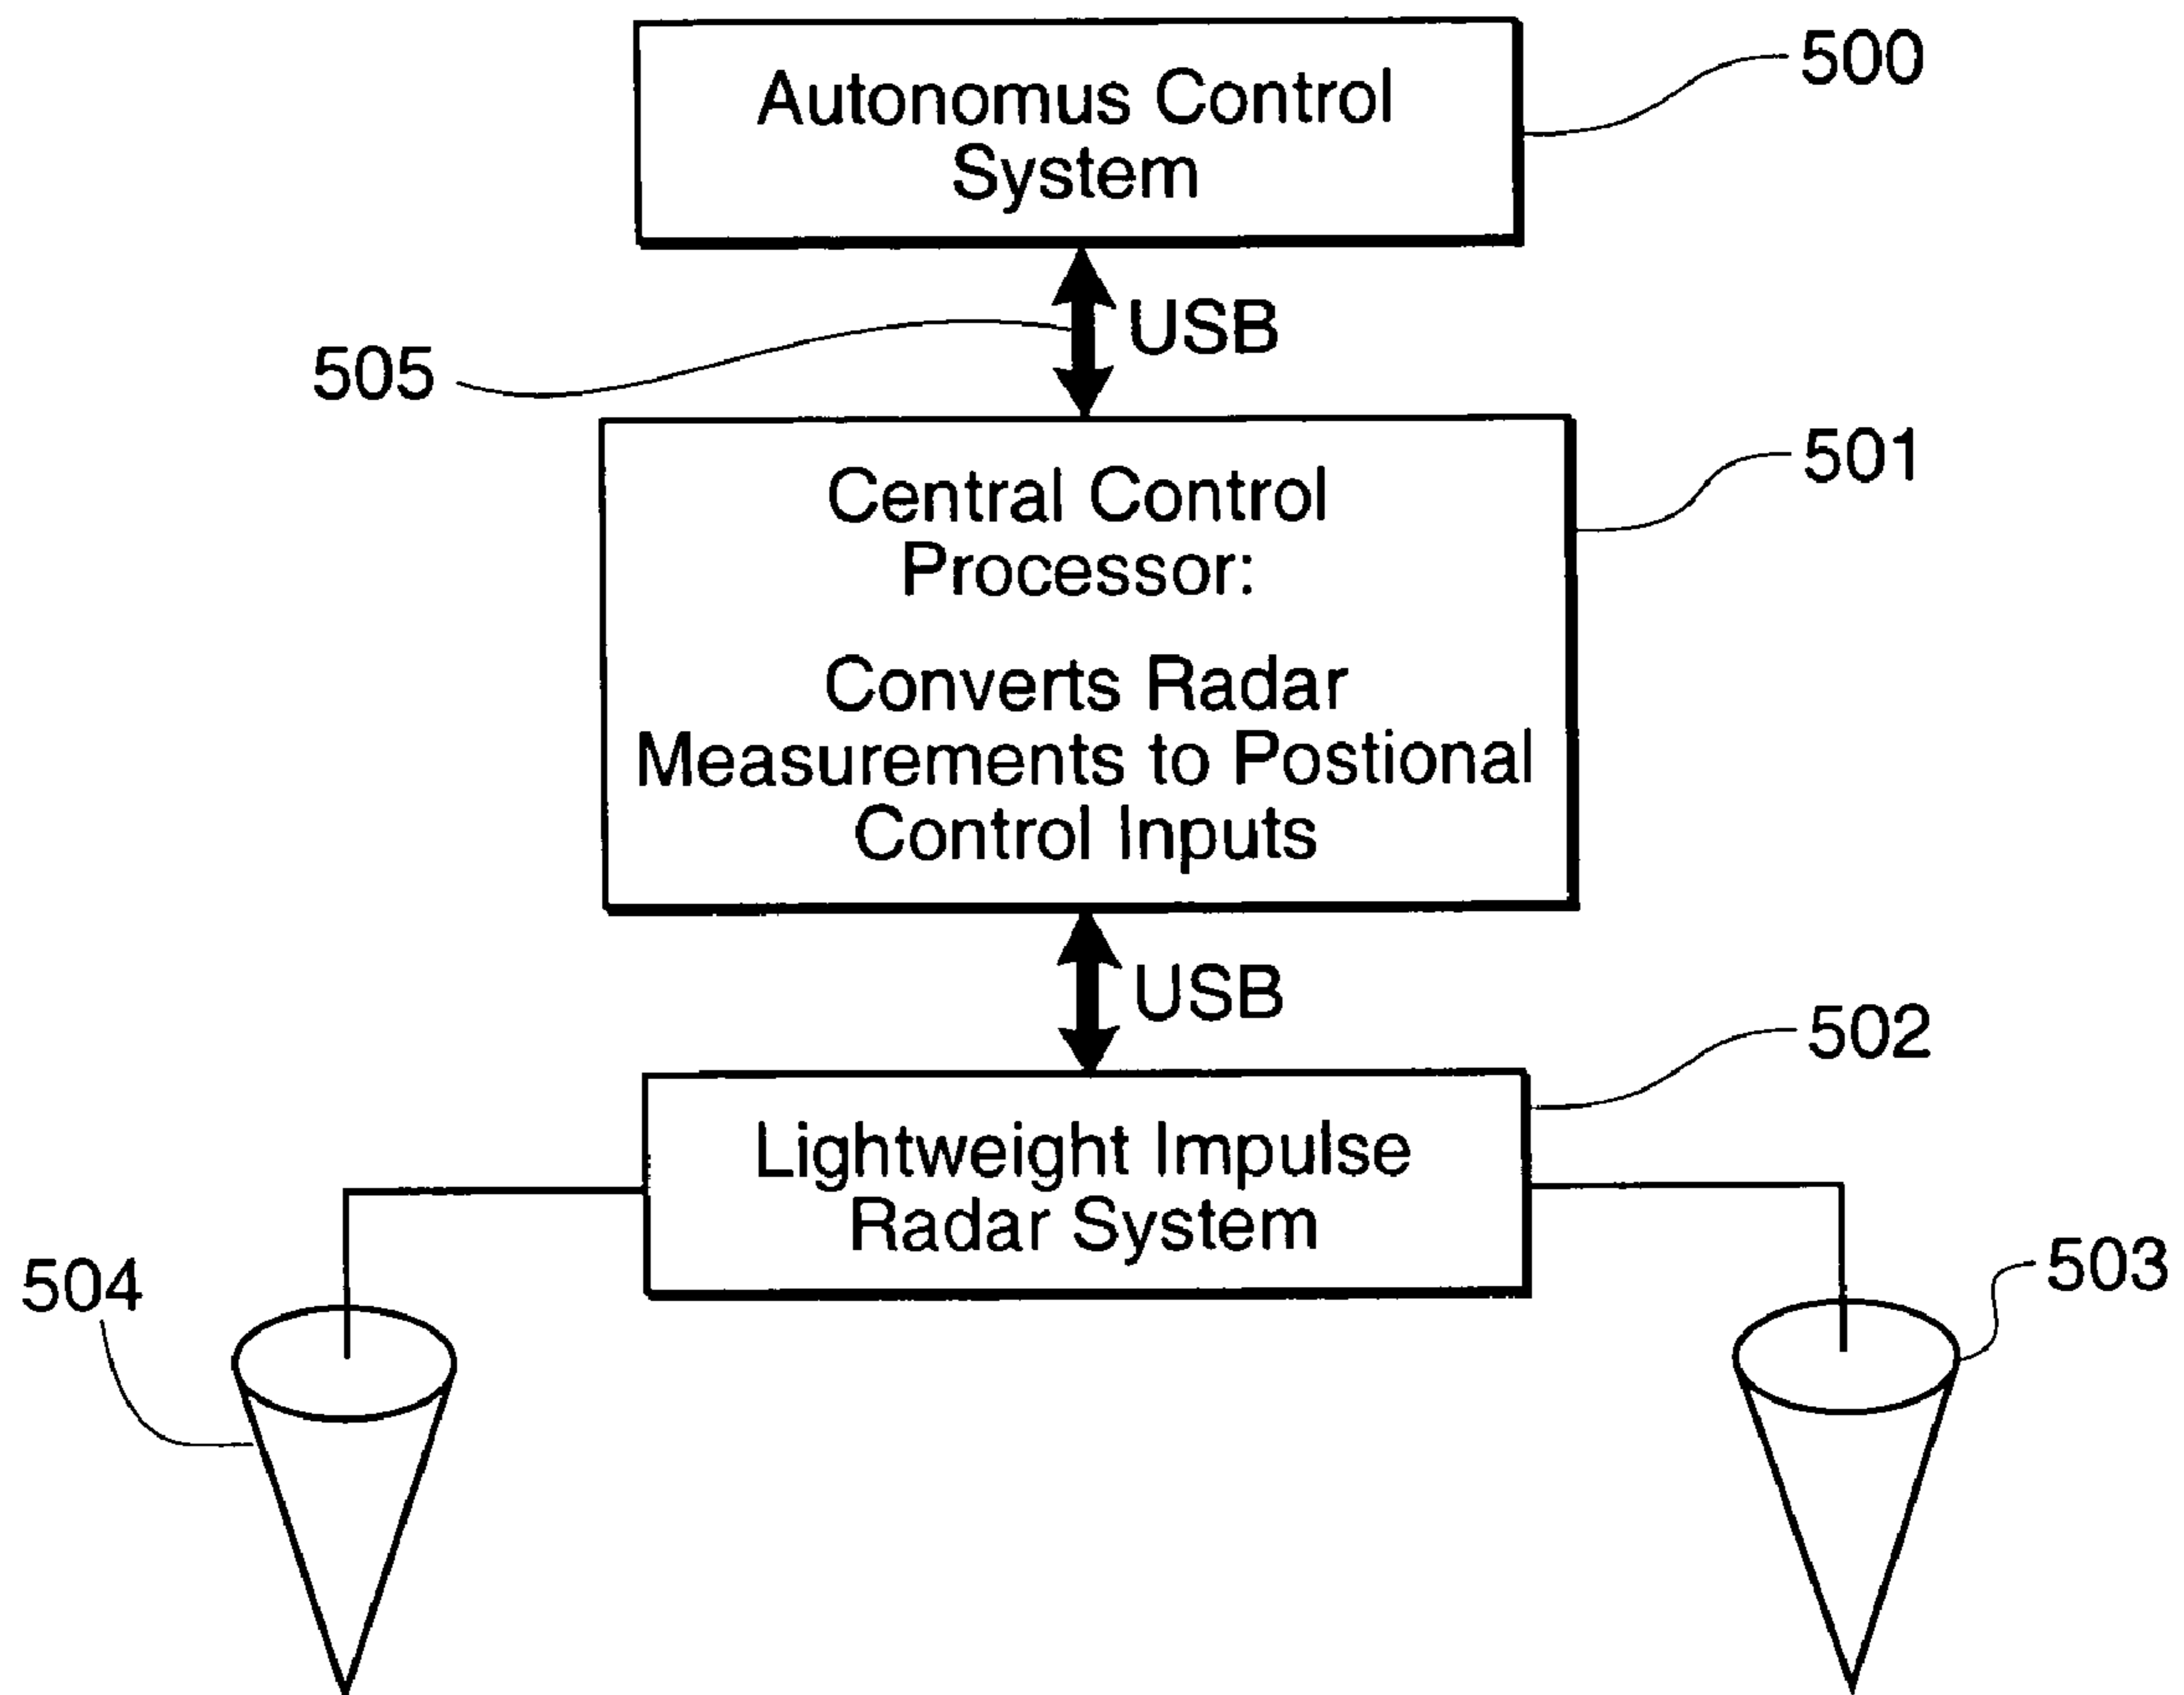 Autonomus Control
System
500
USB
505
Central Control
Processor:
Converts Radar
Measurements to Postional
Control Inputs
501
USB
502
Lightweight Impulse
Radar System
504
503